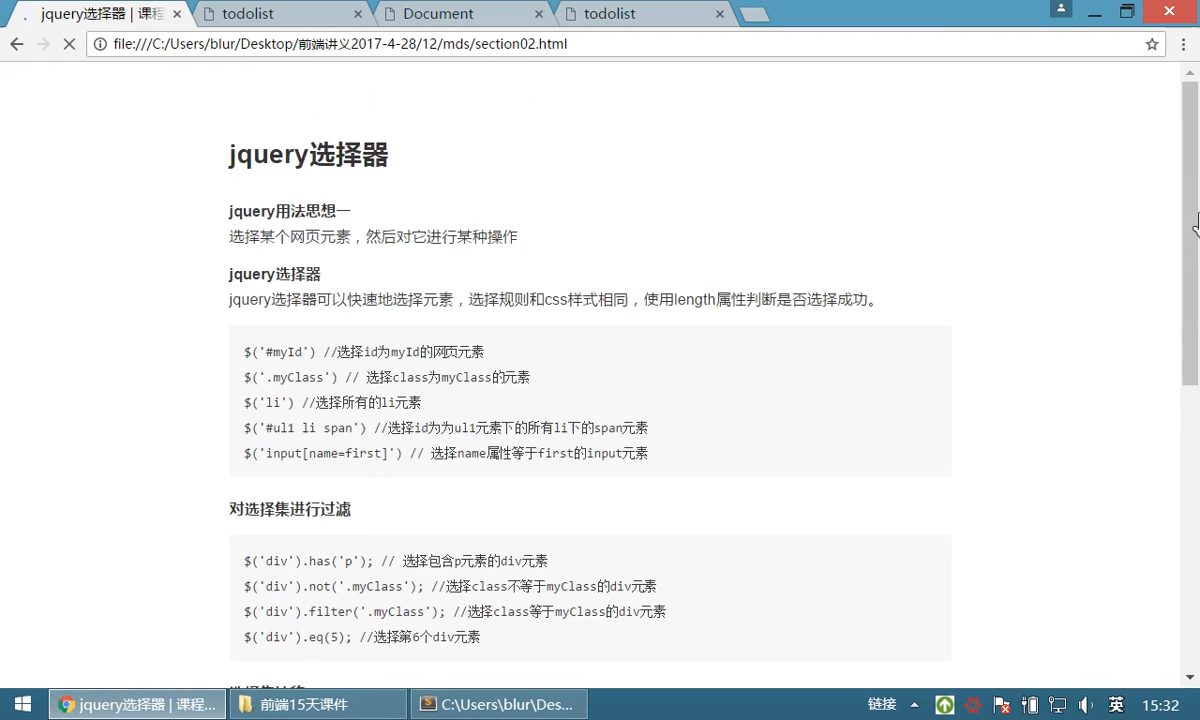 jquery选择器 | 课程
todolist
Document
todolist
file:///C:/Users/blur/Desktop/前端讲义2017-4-28/12/mds/section02.html
jquery选择器
jquery用法思想一
选择某个网页元素，然后对它进行某种操作
jquery选择器
jquery选择器可以快速地选择元素，选择规则和css样式相同，使用length属性判断是否选择成功。
$('#myId') //选择id为myId的网页元素
$('.myClass') // 选择class为myClass的元素
$('li') //选择所有的li元素
$('#ul1 li span') //选择id为为ul1元素下的所有li下的span元素
$('input[name=first]') // 选择name属性等于first的input元素
对选择集进行过滤
$('div').has('p'); // 选择包含p元素的div元素
$('div').not('.myClass'); //选择class不等于myClass的div元素
$('div').filter('.myClass'); //选择class等于myClass的div元素
$('div').eq(5); //选择第6个div元素
jquery选择器 | 课程...
前端15天课件
C:\Users\blur\Des...
链接
英
15:32